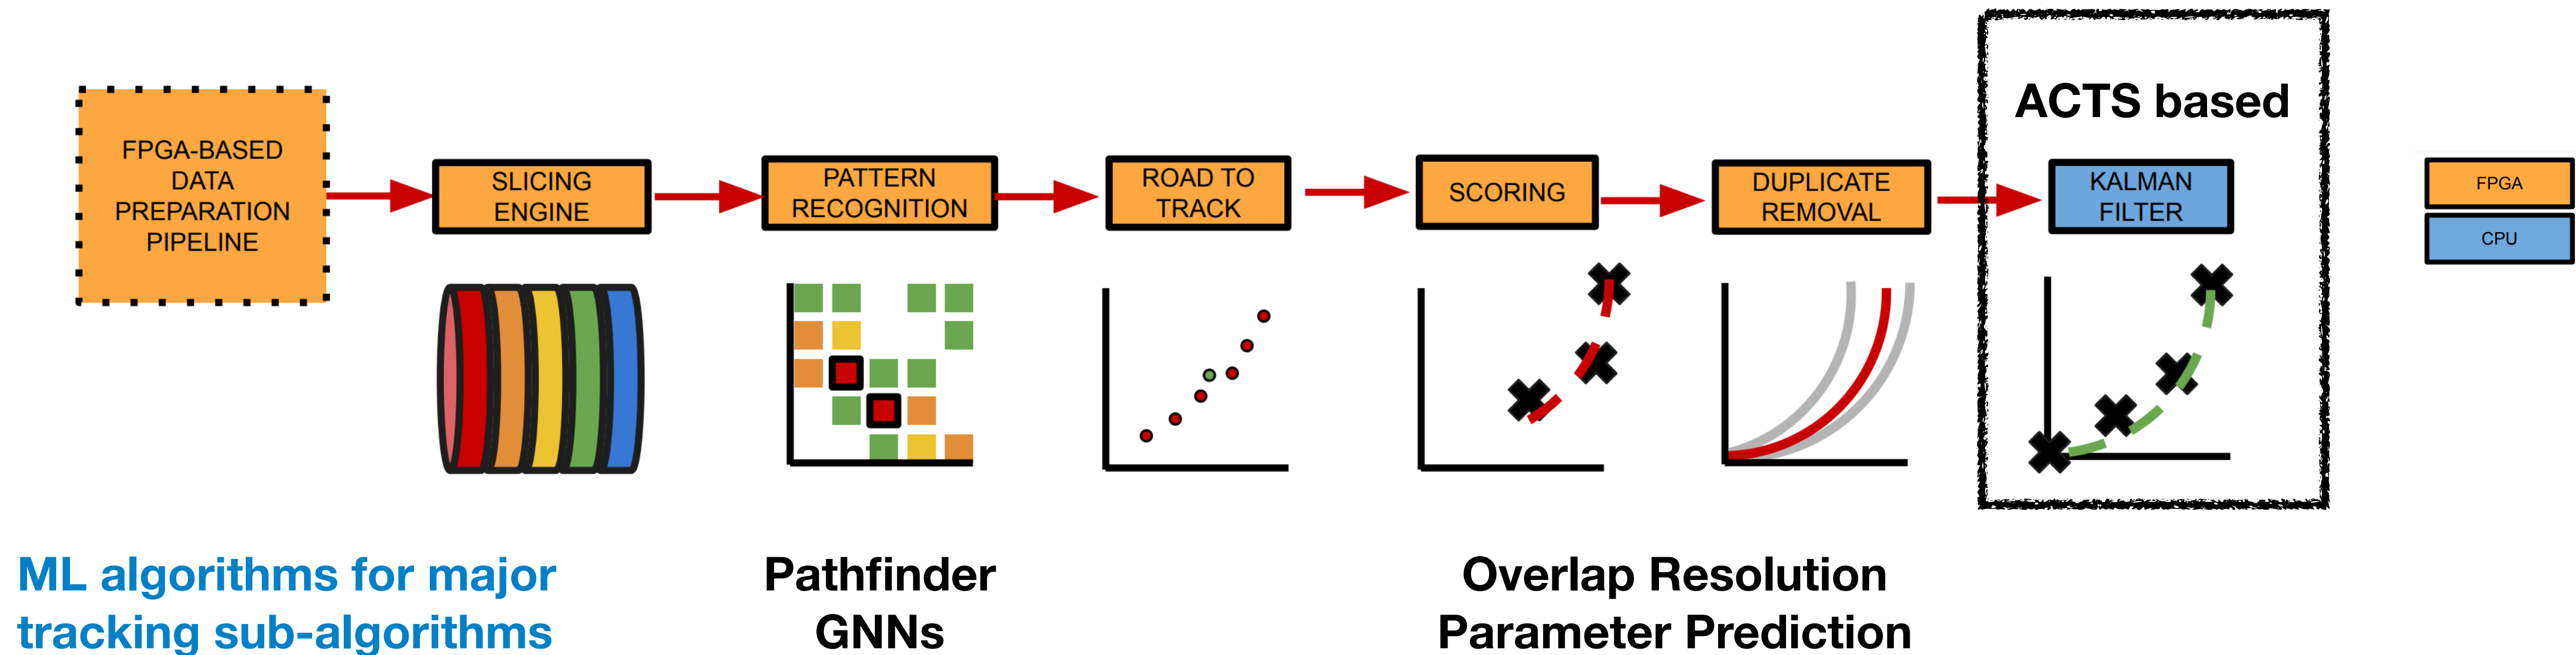 ACTS based
FPGA-BASED
DATA
PREPARATION
PIPELINE
SLICING
ENGINE
PATTERN
RECOGNITION
ROAD TO
TRACK
SCORING
DUPLICATE
REMOVAL
KALMAN
FILTER
FPGA
CPU
ML algorithms for major
tracking sub-algorithms
Pathfinder
GNNs
Overlap Resolution
Parameter Prediction